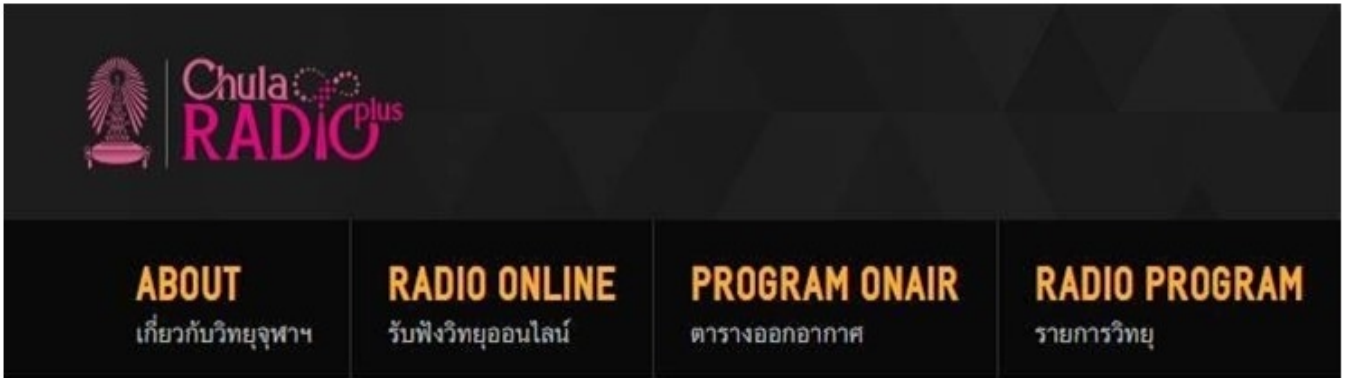 Chula
RADIO plus
ABOUT
เกี่ยวกับวิทยุจุฬาฯ
RADIO ONLINE
รับฟังวิทยุออนไลน์
PROGRAM ONAIR
ตารางออกอากาศ
RADIO PROGRAM
รายการวิทยุ